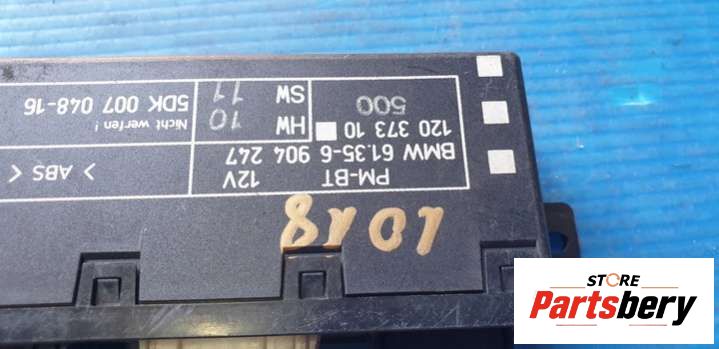 PM-BT 12V
BMW 61.35-6 904 247
120 373 10
500
HW 10
SW 11
Nicht werfen !
5DK 007 048-16
> ABS <
STORE
Partsbery